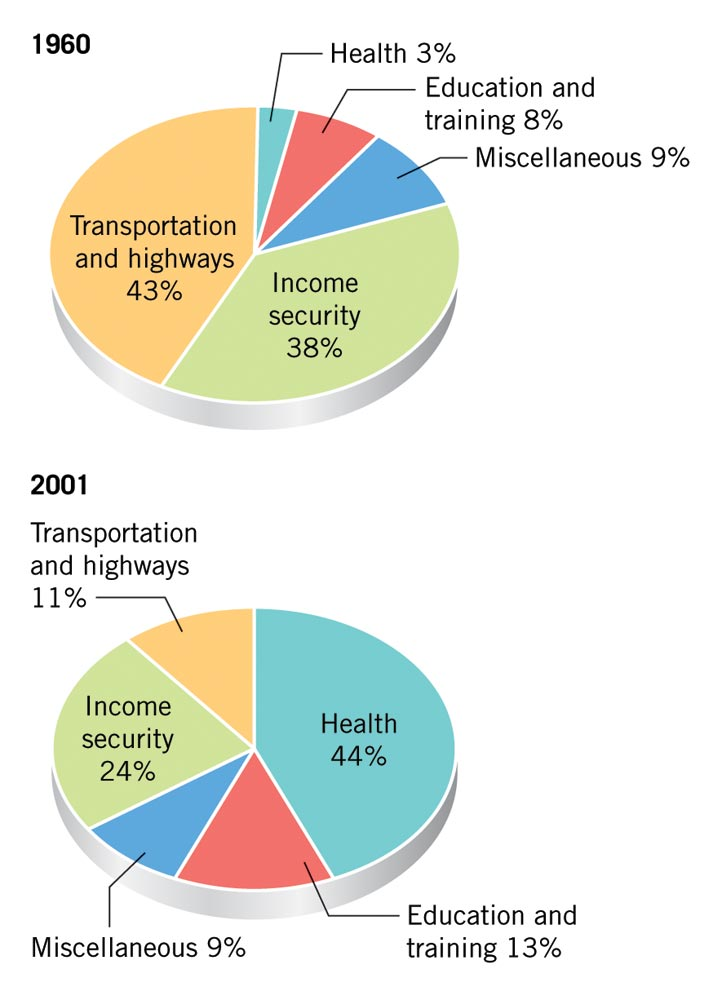 1960
Health 3%
Education and
training 8%
Miscellaneous 9%
Transportation
and highways
43%
Income
security
38%
2001
Transportation
and highways
11%
Income
security
24%
Health
44%
Miscellaneous 9%
Education and
training 13%